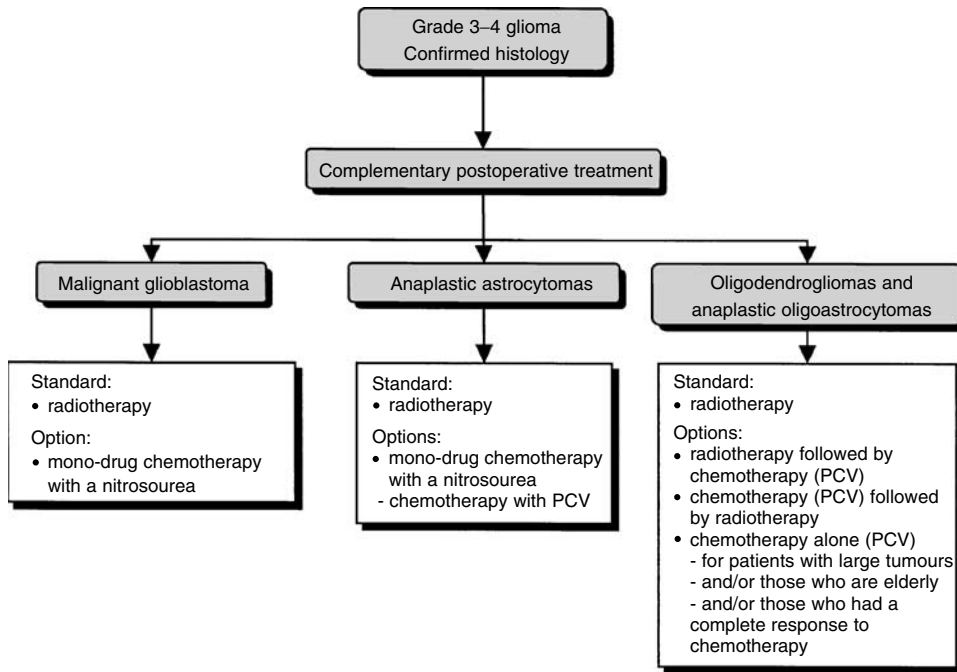 Grade 3–4 glioma
Confirmed histology
Complementary postoperative treatment
Malignant glioblastoma
Standard:
• radiotherapy
Option:
• mono-drug chemotherapy
with a nitrosourea
Anaplastic astrocytomas
Standard:
• radiotherapy
Options:
• mono-drug chemotherapy
with a nitrosourea
- chemotherapy with PCV
Oligodendrogliomas and
anaplastic oligoastrocytomas
Standard:
• radiotherapy
Options:
• radiotherapy followed by
chemotherapy (PCV)
• chemotherapy (PCV) followed
by radiotherapy
• chemotherapy alone (PCV)
- for patients with large tumours
- and/or those who are elderly
- and/or those who had a
complete response to
chemotherapy